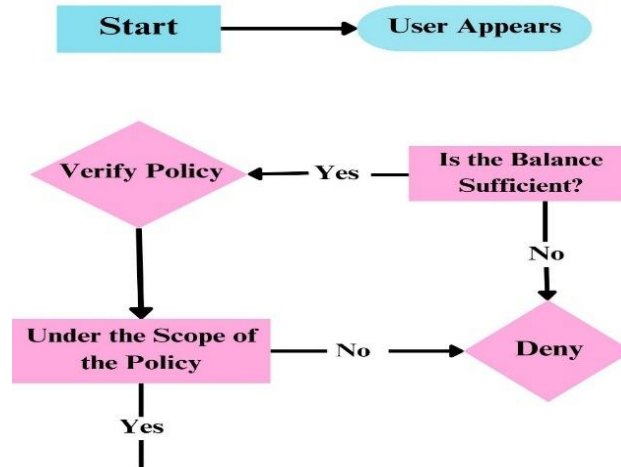 Start
User Appears
Verify Policy
Yes
Is the Balance
Sufficient?
No
Under the Scope of
the Policy
No
Deny
Yes